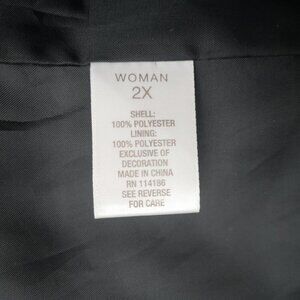 WOMAN
2X
SHELL:
100% POLYESTER
LINING:
100% POLYESTER
EXCLUSIVE OF
DECORATION
MADE IN CHINA
RN 114186
SEE REVERSE
FOR CARE